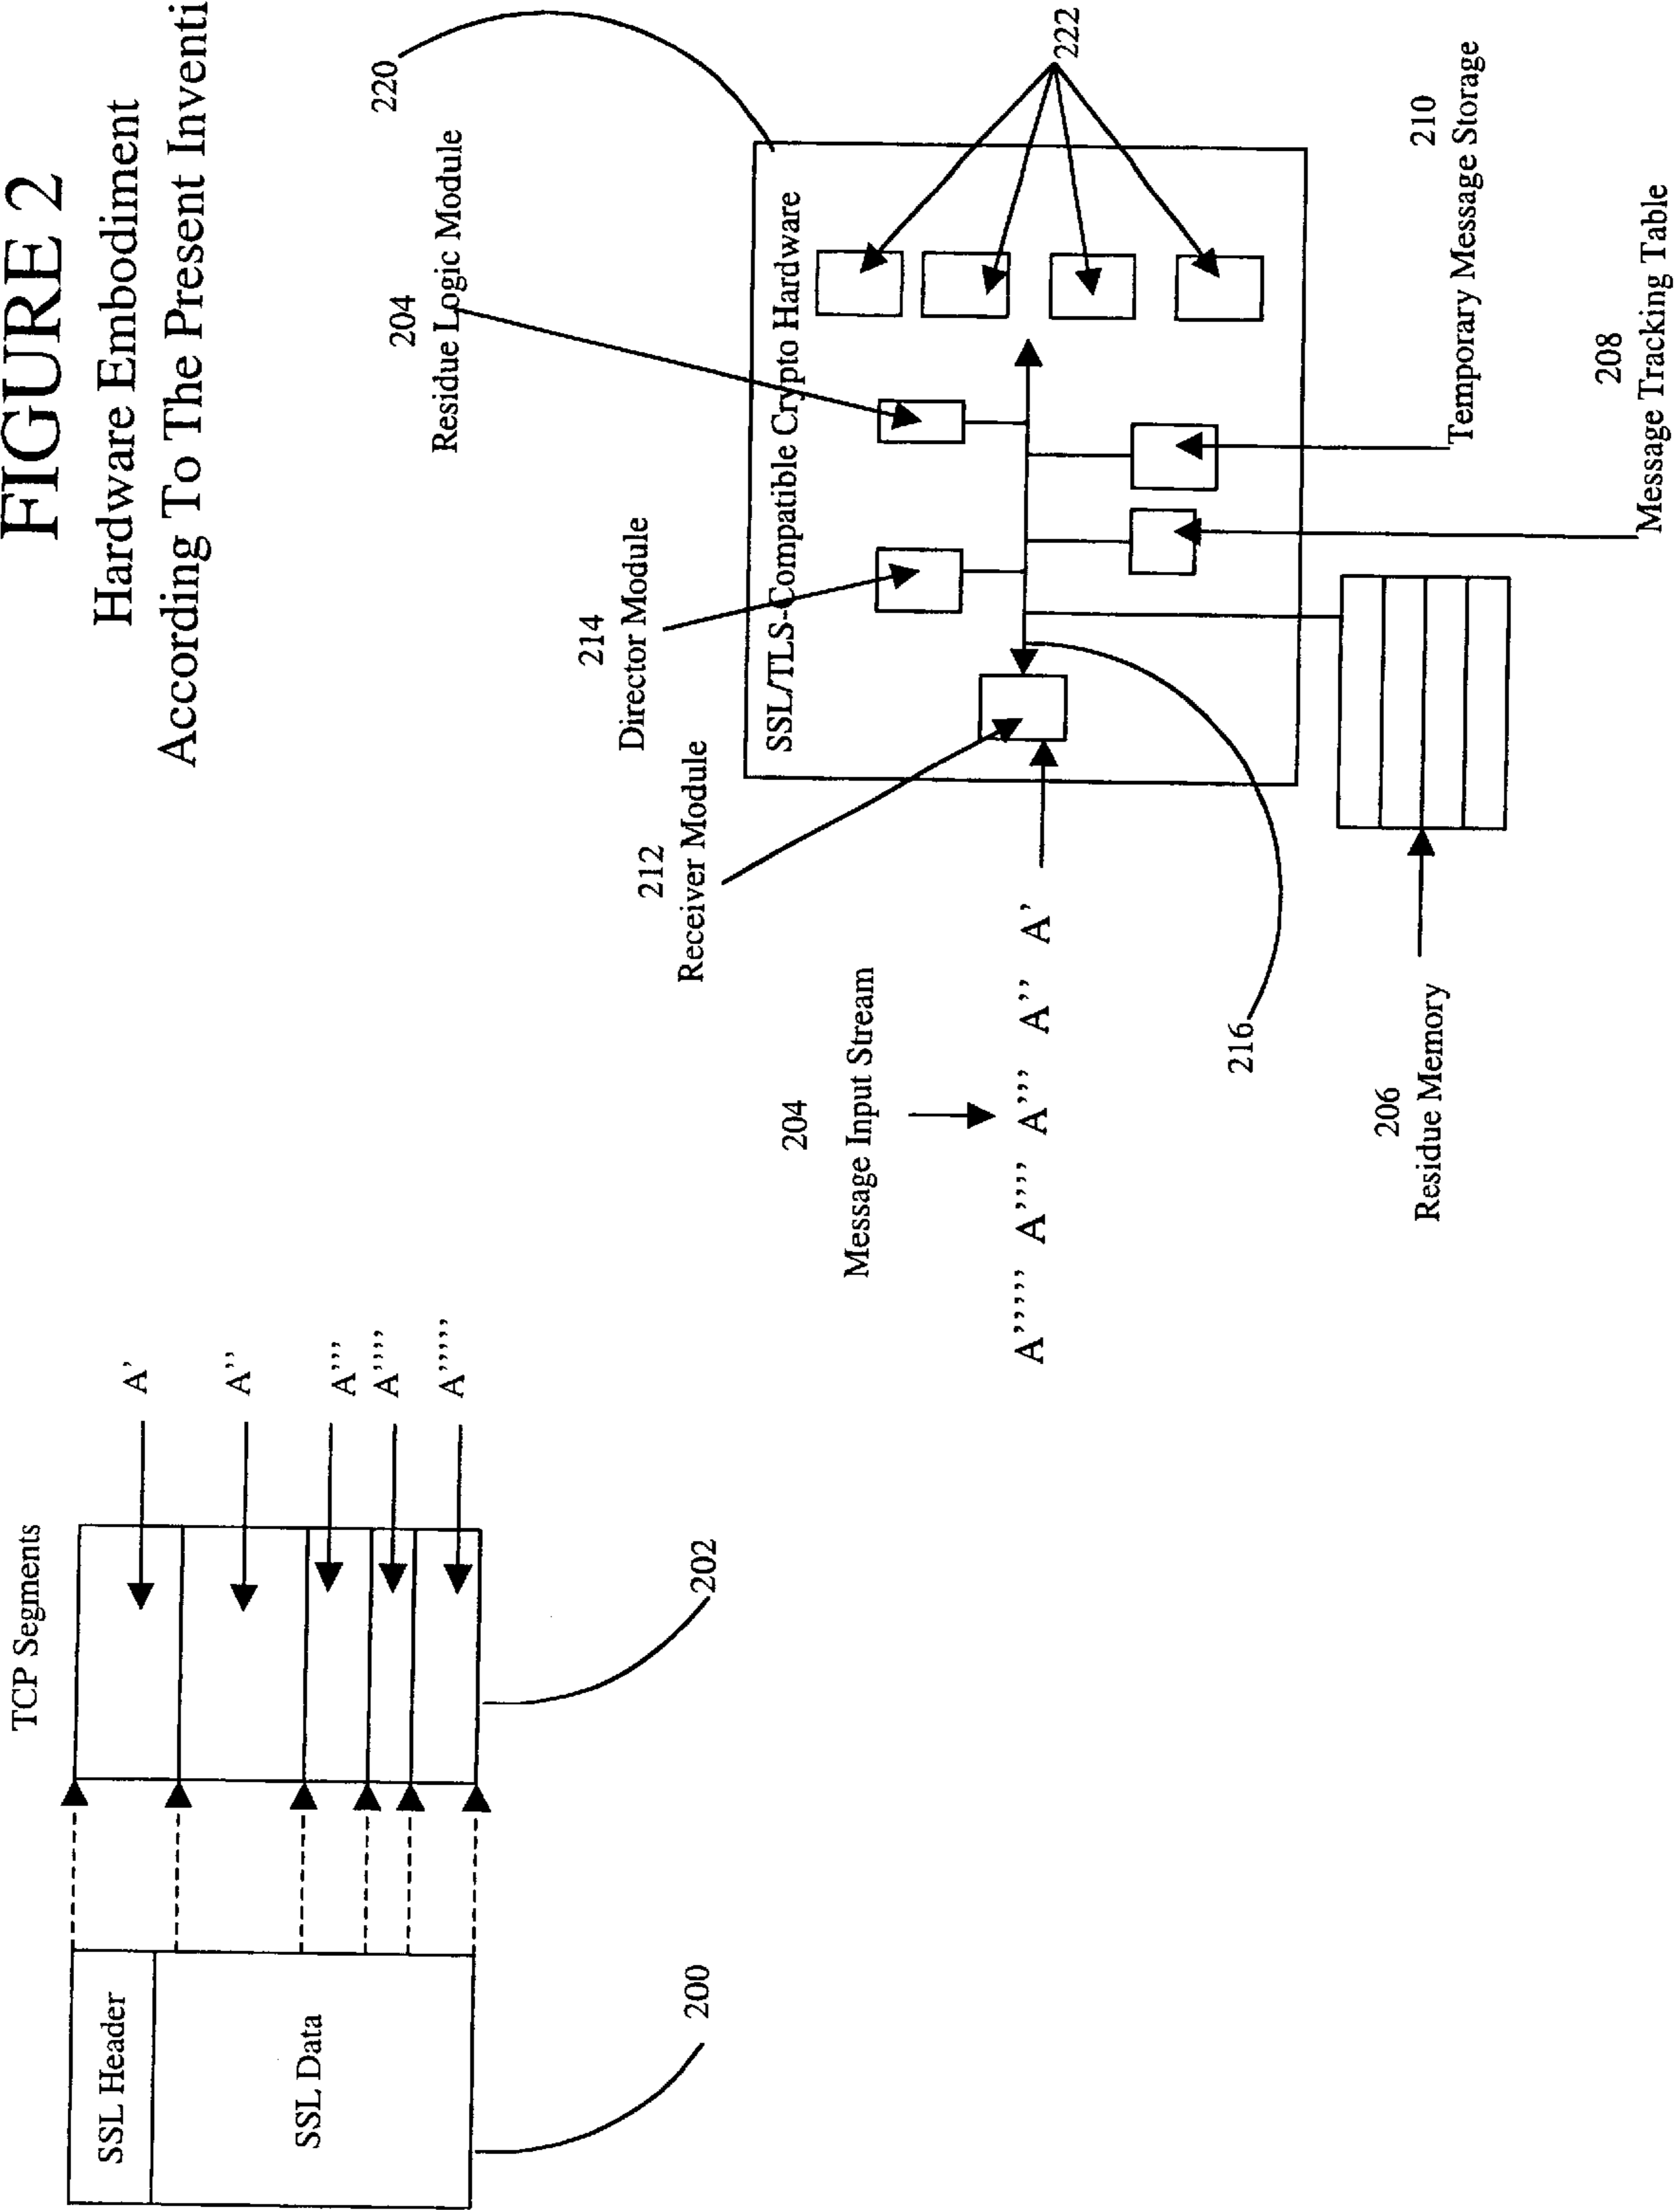 FIGURE 2
Hardware Embodiment
According To The Present Inventi
TCP Segments
SSL Header
SSL Data
A'
A''
A'''
A''''
A'''''
200
202
220
204
Residue Logic Module
214
Director Module
212
Receiver Module
SSL/TLS-Compatible Crypto Hardware
222
204
Message Input Stream
A''''' A'''' A''' A'' A'
216
206
Residue Memory
210
Temporary Message Storage
208
Message Tracking Table